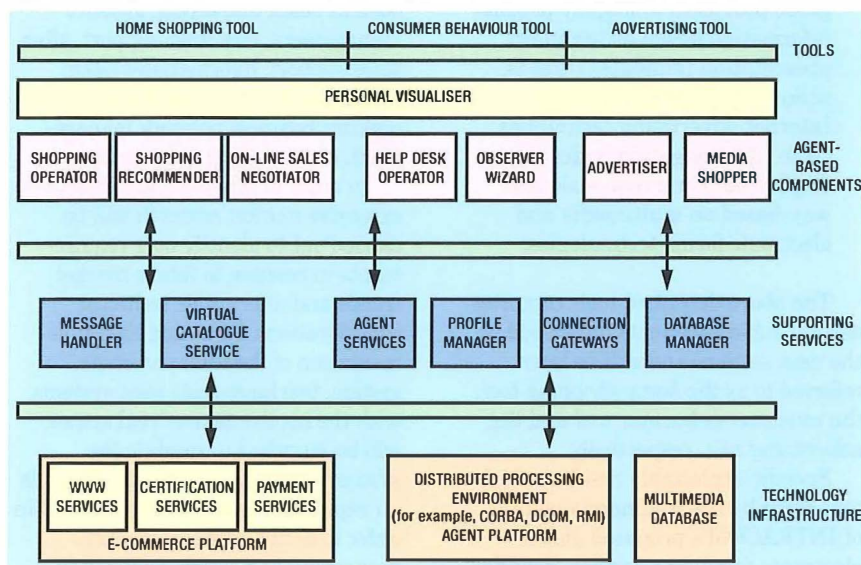 HOME SHOPPING TOOL
CONSUMER BEHAVIOUR TOOL
AOVERTISING TOOL
TOOLS
PERSONAL VISUALISER
SHOPPING
OPERATOR
SHOPPING
RECOMMENDER
ON-LINE SALES
NEGOTIATOR
HELP DESK
OPERATOR
OBSERVER
WIZARD
ADVERTISER
MEDIA
SHOPPER
AGENT-
BASED
COMPONENTS
MESSAGE
HANDLER
VIRTUAL
CATALOGUE
SERVICE
AGENT
SERVICES
PROFILE
MANAGER
CONNECTION
GATEWAYS
DATABASE
MANAGER
SUPPORTING
SERVICES
WWW
SERVICES
CERTIFICATION
SERVICES
PAYMENT
SERVICES
E-COMMERCE PLATFORM
DISTRIBUTED PROCESSING
ENVIRONMENT
(for example, CORBA, DCOM, RMI)
AGENT PLATFORM
MULTIMEDIA
DATABASE
TECHNOLOGY
INFRASTRUCTURE